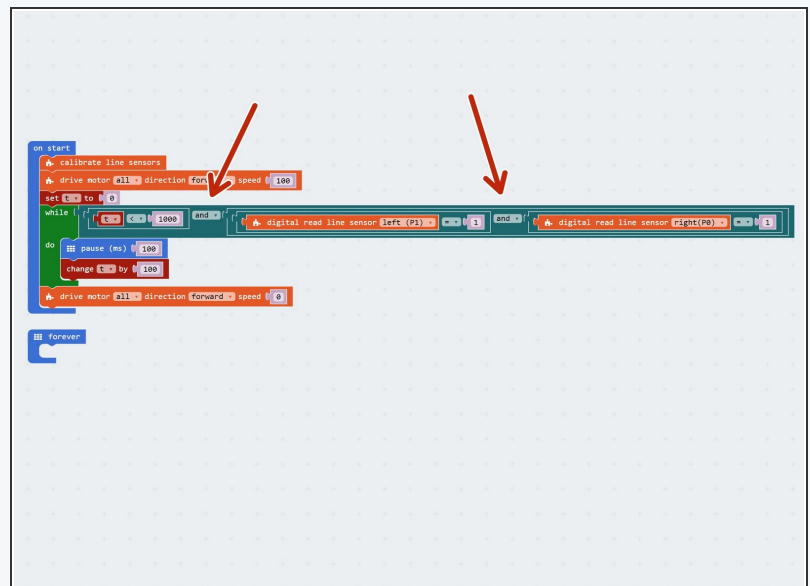 on start
calibrate line sensors
drive motor all direction forward speed 100
set t to 0
while t < 1000 and digital read line sensor left (P1) = 1 and digital read line sensor right(P0) = 1
do pause (ms) 100
change t by 100
drive motor all direction forward speed 0
forever